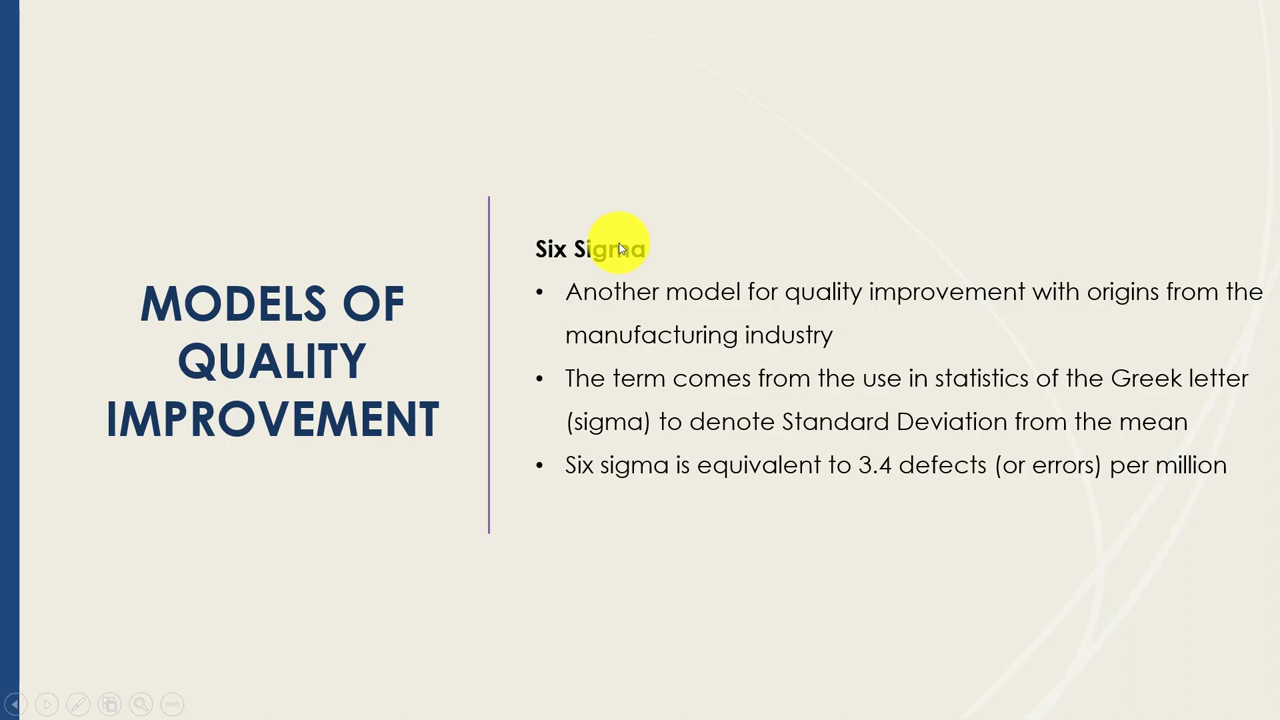 MODELS OF
QUALITY
IMPROVEMENT
Six Sigma
• Another model for quality improvement with origins from the
manufacturing industry
• The term comes from the use in statistics of the Greek letter
(sigma) to denote Standard Deviation from the mean
• Six sigma is equivalent to 3.4 defects (or errors) per million